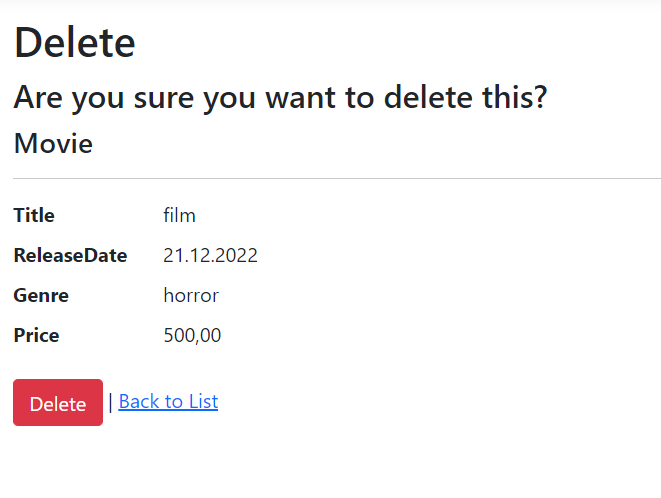 Delete
Are you sure you want to delete this?
Movie
Title film
ReleaseDate 21.12.2022
Genre horror
Price 500,00
Delete | Back to List